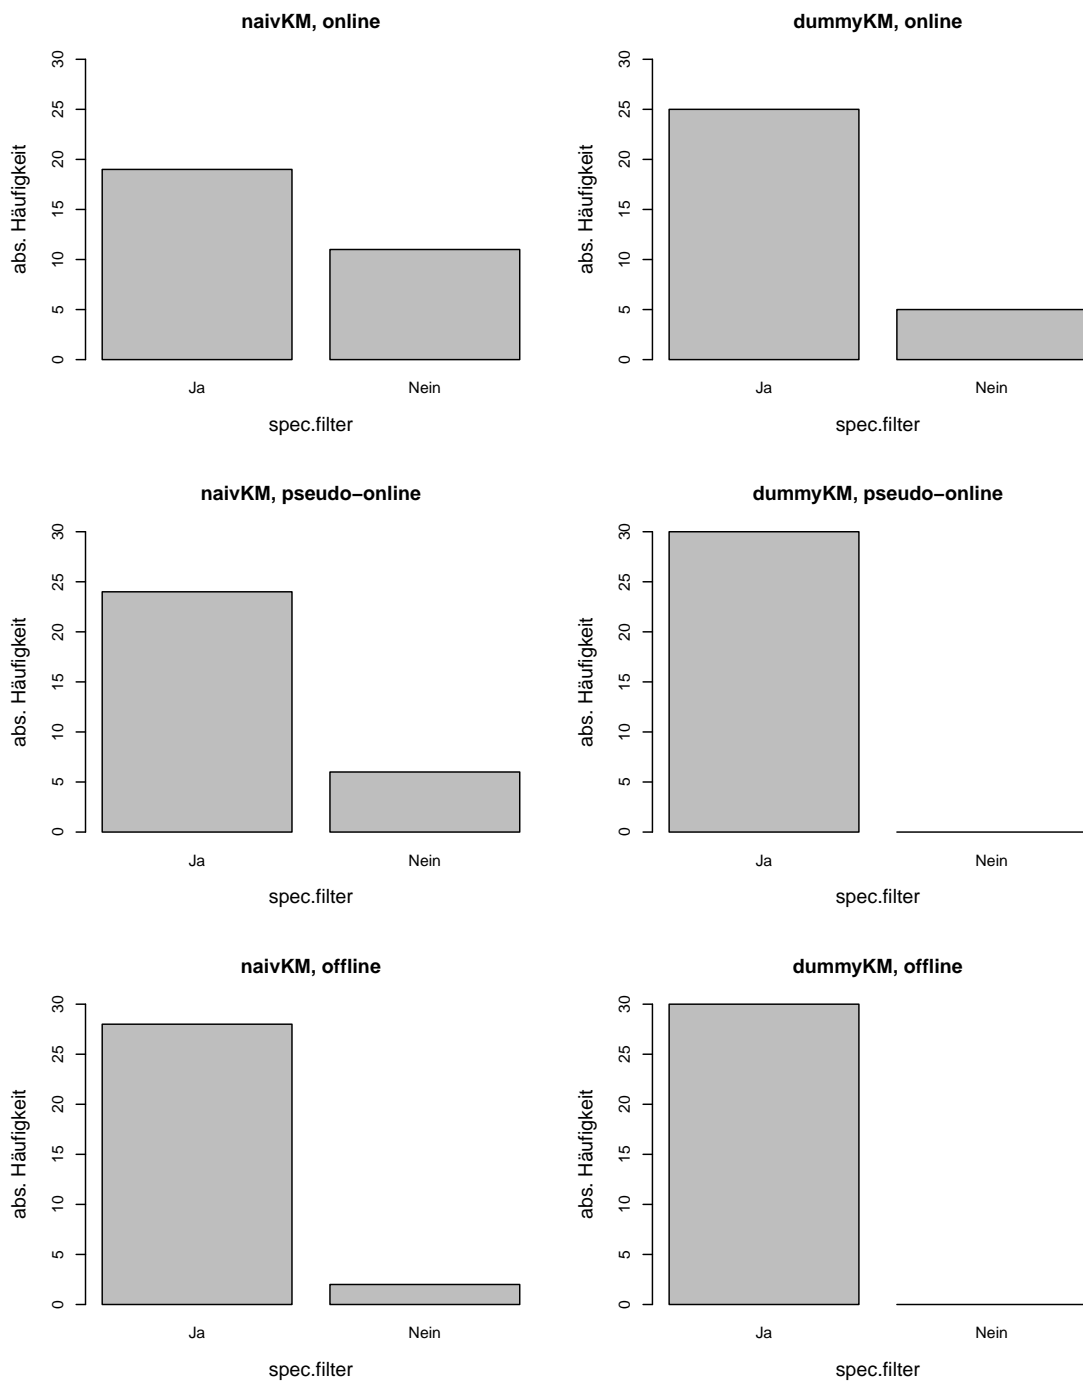 naivKM, online
abs. Häufigkeit
0 5 10 15 20 25 30
Ja Nein
spec.filter
dummyKM, online
abs. Häufigkeit
0 5 10 15 20 25 30
Ja Nein
spec.filter
naivKM, pseudo−online
abs. Häufigkeit
0 5 10 15 20 25 30
Ja Nein
spec.filter
dummyKM, pseudo−online
abs. Häufigkeit
0 5 10 15 20 25 30
Ja Nein
spec.filter
naivKM, offline
abs. Häufigkeit
0 5 10 15 20 25 30
Ja Nein
spec.filter
dummyKM, offline
abs. Häufigkeit
0 5 10 15 20 25 30
Ja Nein
spec.filter